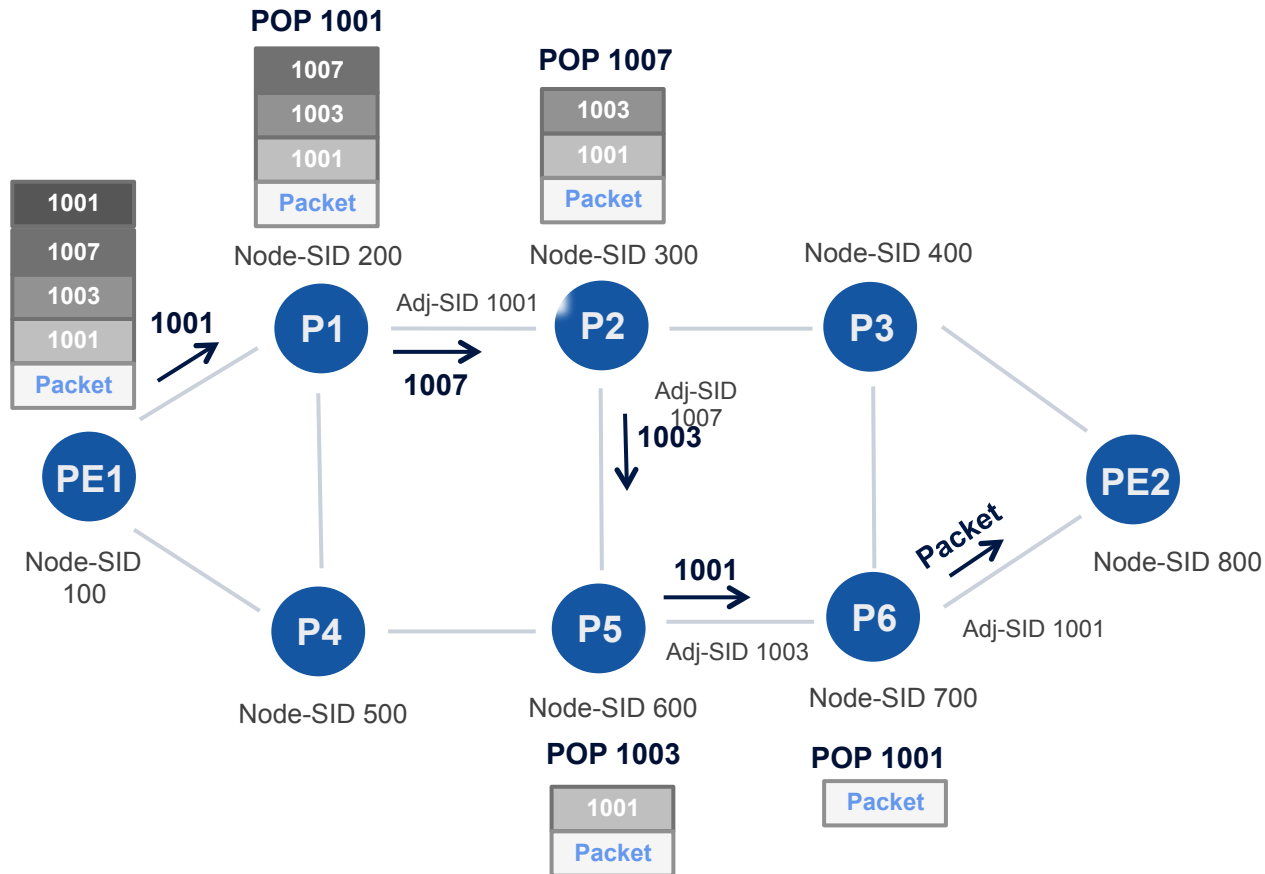 POP 1001
1007
1003
1001
Packet
Node-SID 200
POP 1007
1003
1001
Packet
Node-SID 300
Node-SID 400
1001
1007
1003
1001
Packet
1001
P1
Adj-SID 1001
1007
P2
P3
Adj-SID
1007
1003
PE1
Node-SID
100
PE2
Node-SID 800
Packet
P4
Node-SID 500
P5
1001
Adj-SID 1003
Node-SID 600
P6
Adj-SID 1001
Node-SID 700
POP 1003
1001
Packet
POP 1001
Packet